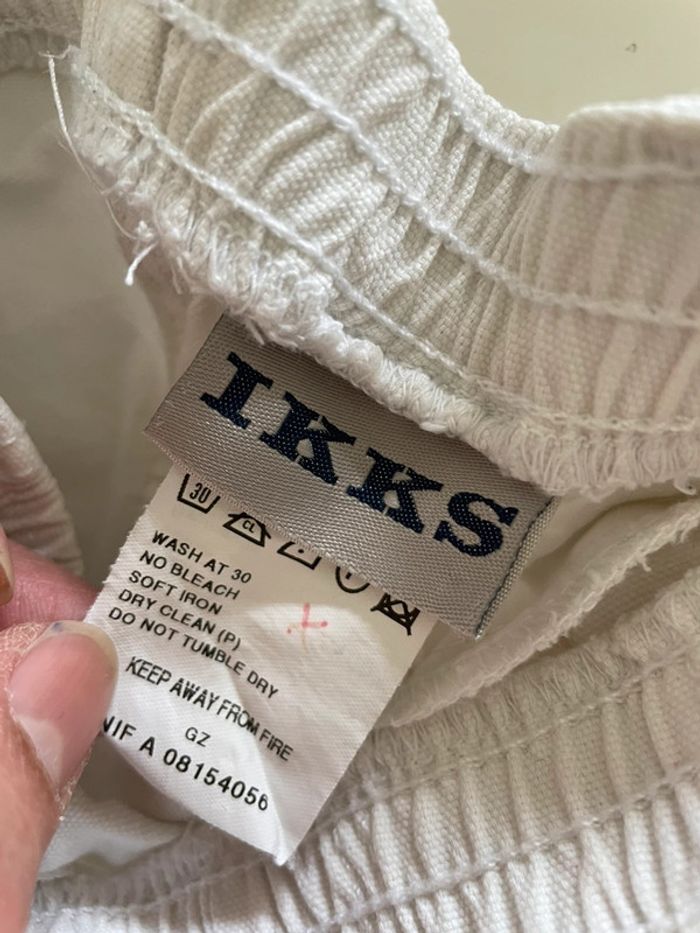 IKKS
30
CL
WASH AT 30
NO BLEACH
SOFT IRON
DRY CLEAN (P)
DO NOT TUMBLE DRY
KEEP AWAY FROM FIRE
GZ
NIF A 08154056